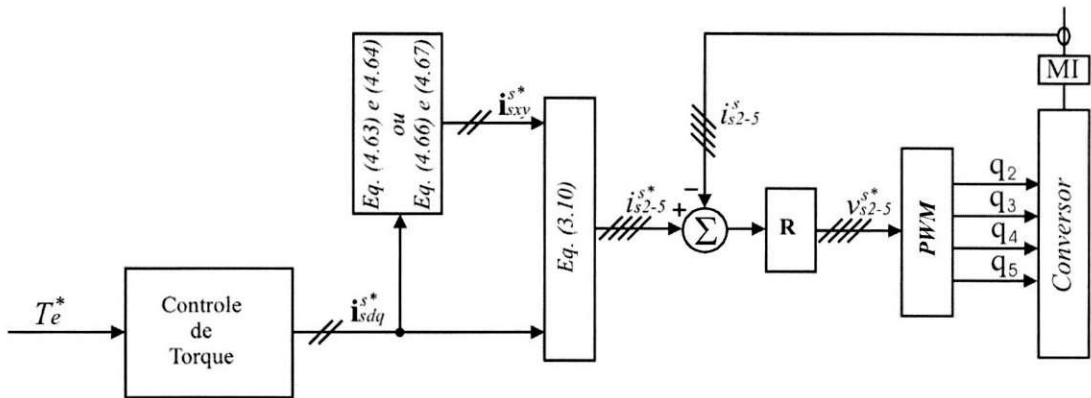 T*e
Controle
de
Torque
i^{s*}_{sdq}
Eq. (4.63) e (4.64)
ou
Eq. (4.66) e (4.67)
i^{s*}_{sxy}
Eq. (3.10)
i^{s*}_{s2-5}
+
−
Σ
i^{s}_{s2-5}
R
v^{s*}_{s2-5}
PWM
q2
q3
q4
q5
Conversor
MI